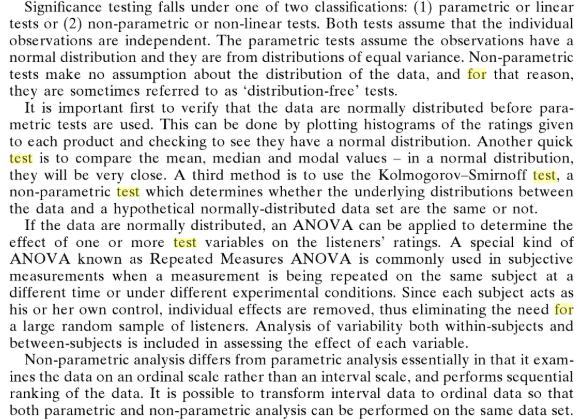 Significance testing falls under one of two classifications: (1) parametric or linear
tests or (2) non-parametric or non-linear tests. Both tests assume that the individual
observations are independent. The parametric tests assume the observations have a
normal distribution and they are from distributions of equal variance. Non-parametric
tests make no assumption about the distribution of the data, and for that reason,
they are sometimes referred to as ‘distribution-free’ tests.
It is important first to verify that the data are normally distributed before para-
metric tests are used. This can be done by plotting histograms of the ratings given
to each product and checking to see they have a normal distribution. Another quick
test is to compare the mean, median and modal values – in a normal distribution,
they will be very close. A third method is to use the Kolmogorov–Smirnoff test, a
non-parametric test which determines whether the underlying distributions between
the data and a hypothetical normally-distributed data set are the same or not.
If the data are normally distributed, an ANOVA can be applied to determine the
effect of one or more test variables on the listeners’ ratings. A special kind of
ANOVA known as Repeated Measures ANOVA is commonly used in subjective
measurements when a measurement is being repeated on the same subject at a
different time or under different experimental conditions. Since each subject acts as
his or her own control, individual effects are removed, thus eliminating the need for
a large random sample of listeners. Analysis of variability both within-subjects and
between-subjects is included in assessing the effect of each variable.
Non-parametric analysis differs from parametric analysis essentially in that it exam-
ines the data on an ordinal scale rather than an interval scale, and performs sequential
ranking of the data. It is possible to transform interval data to ordinal data so that
both parametric and non-parametric analysis can be performed on the same data set.